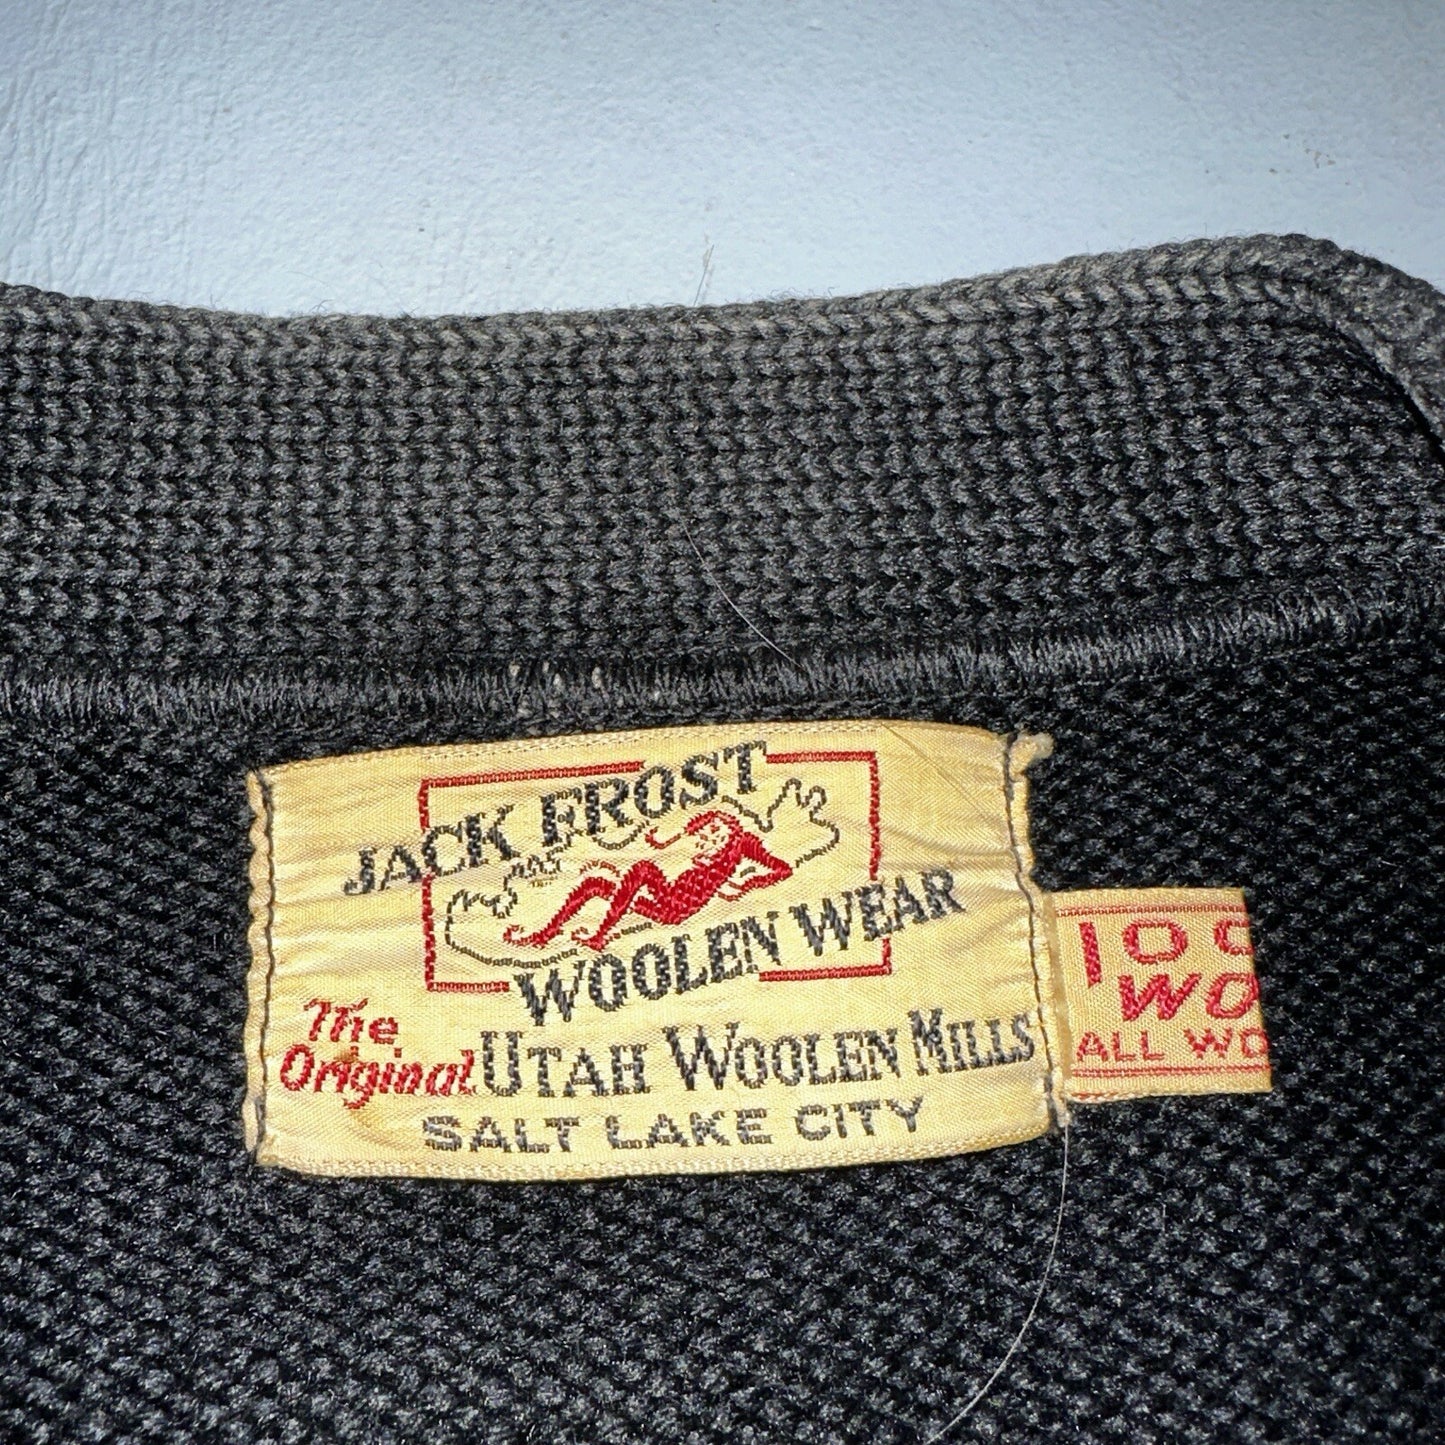 JACK FROST
WOOLEN WEAR
The Original
UTAH WOOLEN MILLS
SALT LAKE CITY
ALL